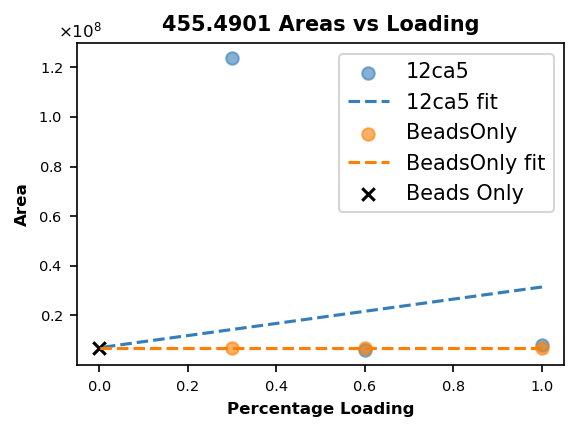 455.4901 Areas vs Loading
×10⁸
1.2
1.0
0.8
0.6
0.4
0.2
Area
12ca5
12ca5 fit
BeadsOnly
BeadsOnly fit
Beads Only
0.0 0.2 0.4 0.6 0.8 1.0
Percentage Loading